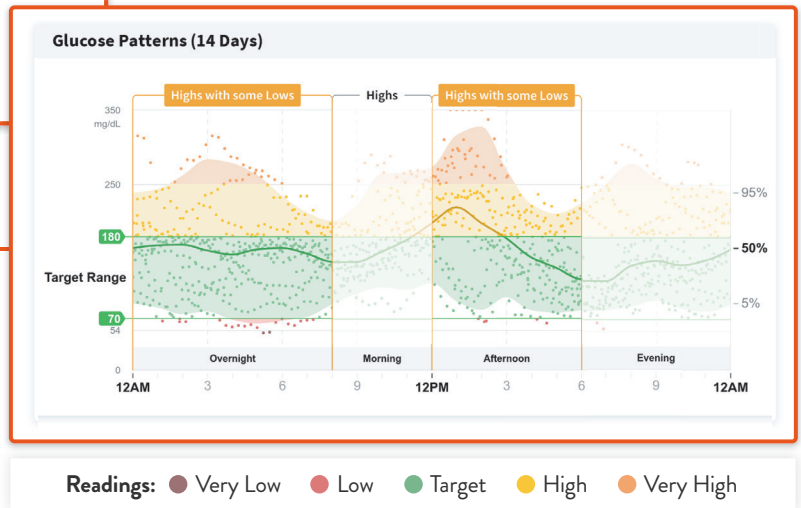 Glucose Patterns (14 Days)
Highs with some Lows
Highs
Highs with some Lows
350
mg/dL
250
95%
180
50%
Target Range
70
5%
54
0
Overnight
Morning
Afternoon
Evening
12AM 3 6 9 12PM 3 6 9 12AM
Readings: Very Low Low Target High Very High